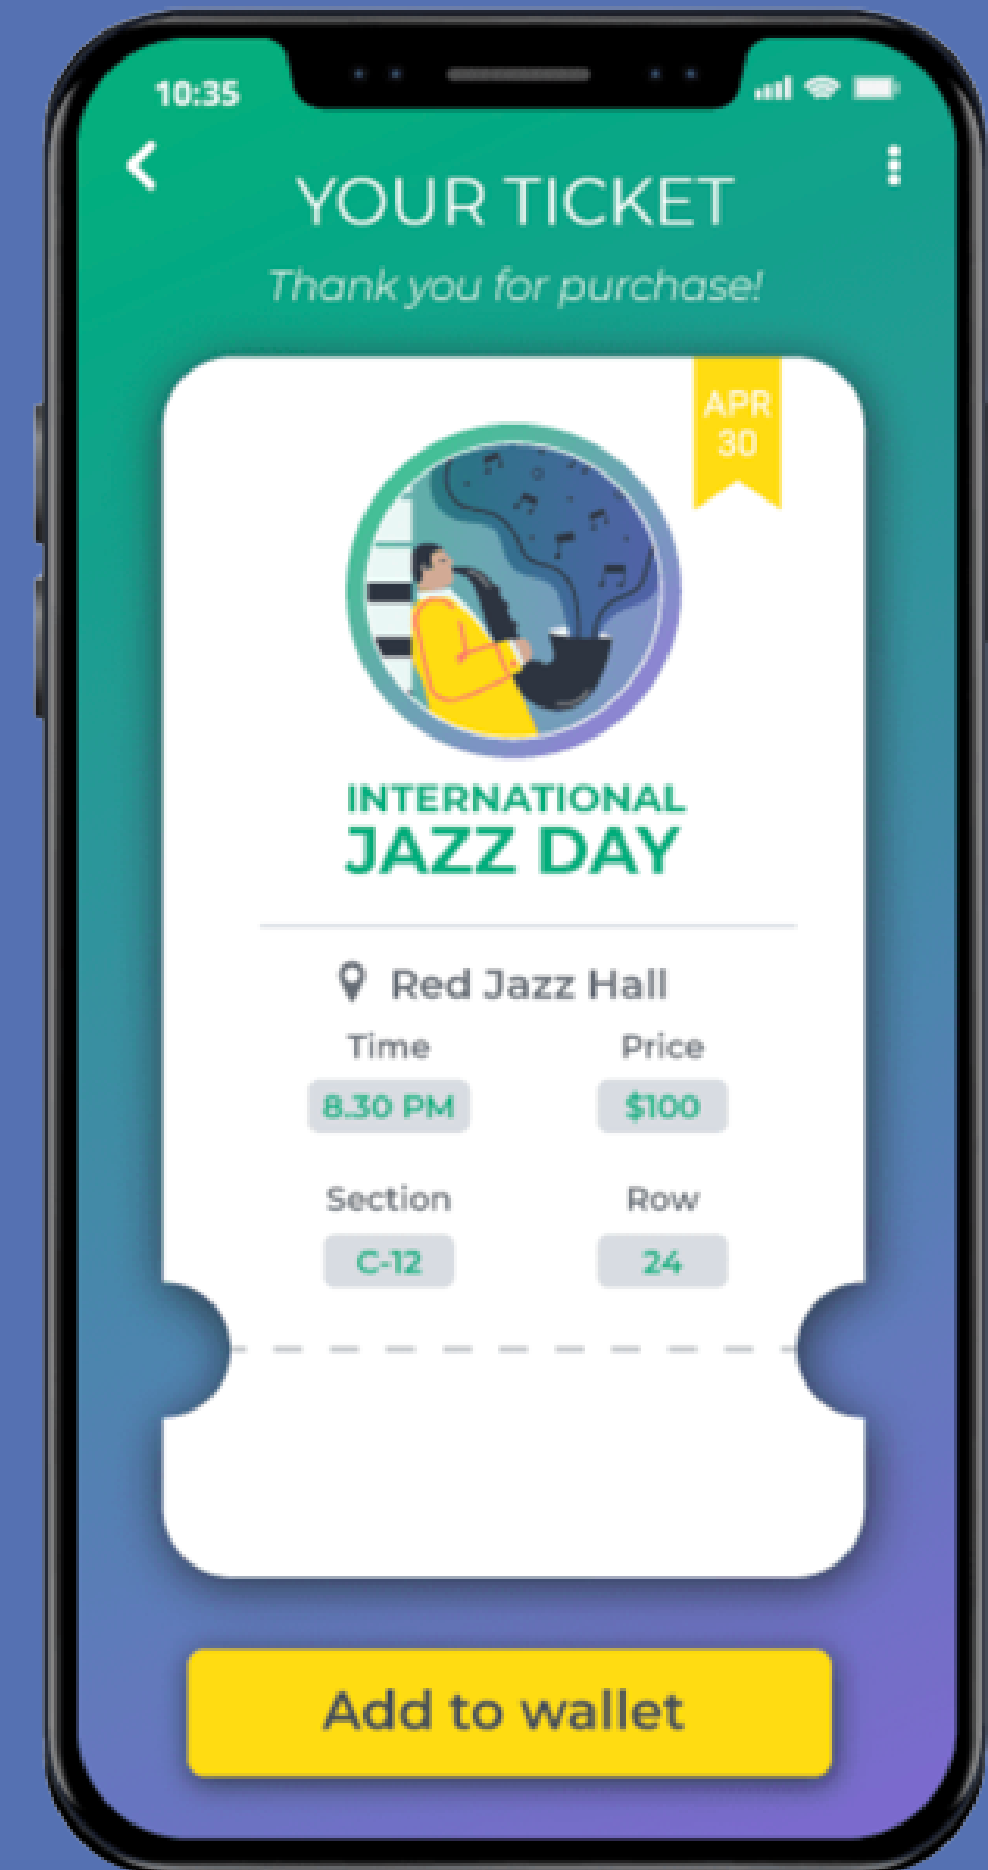 10:35
YOUR TICKET
Thank you for purchase!
APR
30
INTERNATIONAL
JAZZ DAY
Red Jazz Hall
Time Price
8.30 PM $100
Section Row
C-12 24
Add to wallet